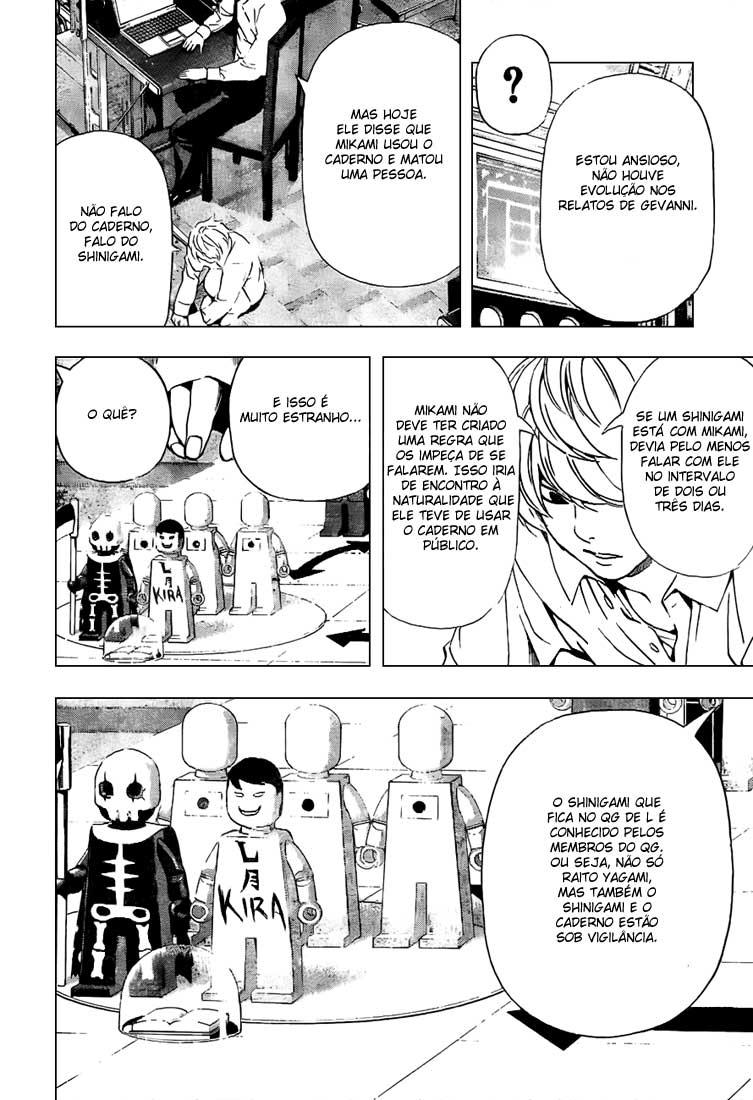 ?
ESTOU ANSIOSO,
NÃO HOUVE
EVOLUÇÃO NOS
RELATOS DE GEVANNI.
MAS HOJE
ELE DISSE QUE
MIKAMI USOU O
CADERNO E MATOU
UMA PESSOA.
NÃO FALO
DO CADERNO,
FALO DO
SHINIGAMI.
SE UM SHINIGAMI
ESTÁ COM MIKAMI,
DEVIA PELO MENOS
FALAR COM ELE
NO INTERVALO
DE DOIS OU
TRÊS DIAS.
MIKAMI NÃO
DEVE TER CRIADO
UMA REGRA QUE
OS IMPEÇA DE SE
FALAREM. ISSO IRIA
DE ENCONTRO À
NATURALIDADE QUE
ELE TEVE DE USAR
O CADERNO EM
PÚBLICO.
E ISSO É
MUITO ESTRANHO...
O QUÊ?
L
月
KIRA
O SHINIGAMI QUE
FICA NO QG DE L É
CONHECIDO PELOS
MEMBROS DO QG.
OU SEJA, NÃO SÓ
RAITO YAGAMI,
MAS TAMBÉM O
SHINIGAMI E O
CADERNO ESTÃO
SOB VIGILÂNCIA.
L
月
KIRA